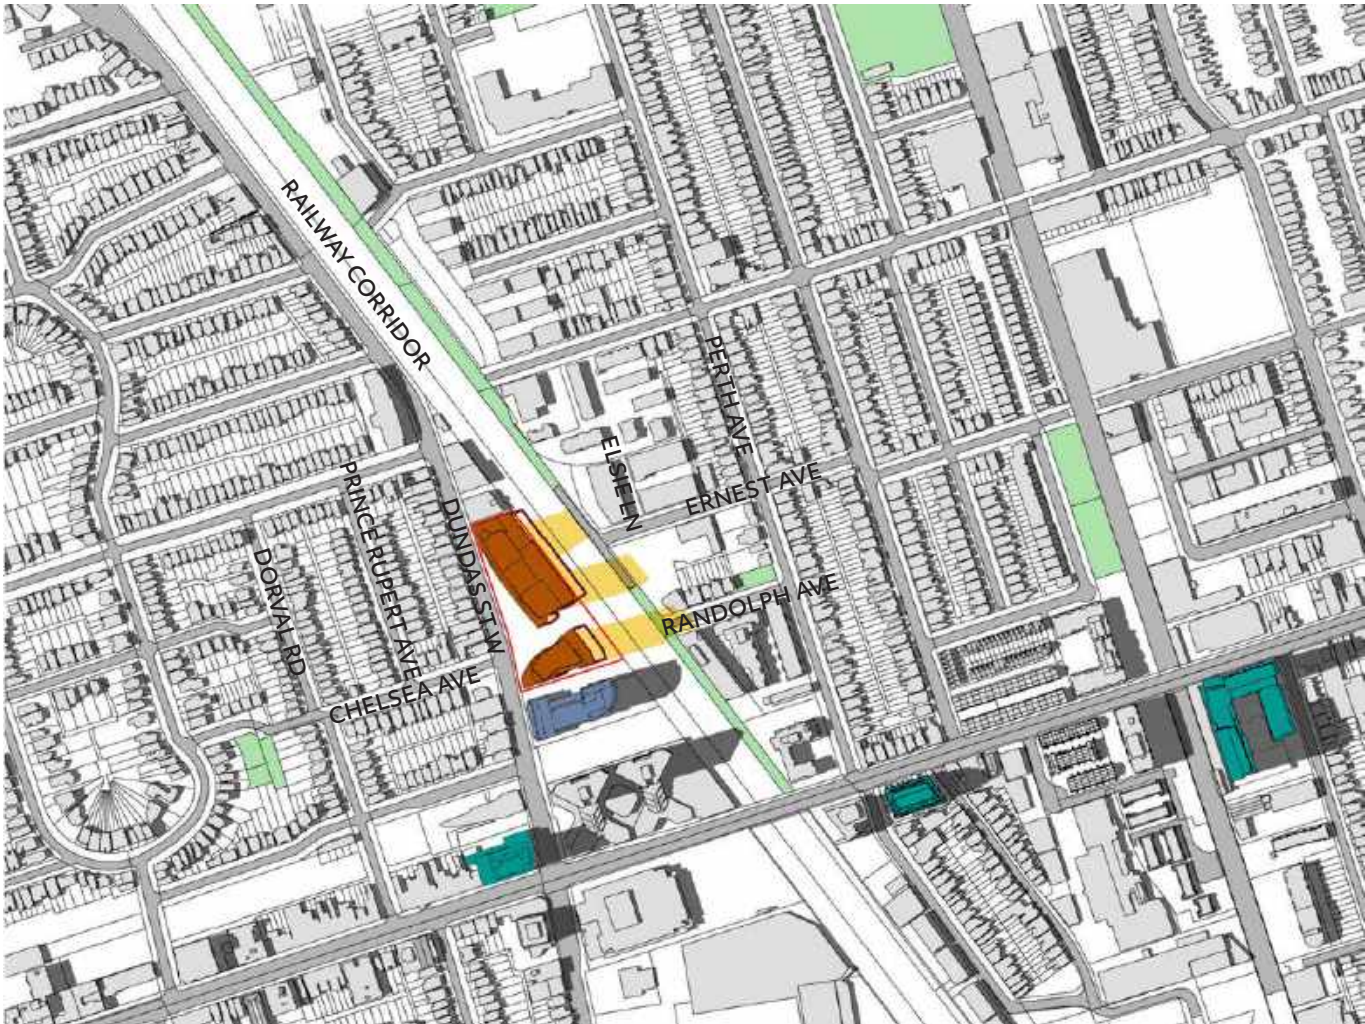 RAILWAY CORRIDOR
PERTH AVE
ELSIE LN
ERNEST AVE
PRINCE RUPERT AVE
DUNDAS ST W
DORVAL RD
RANDOLPH AVE
CHELSEA AVE